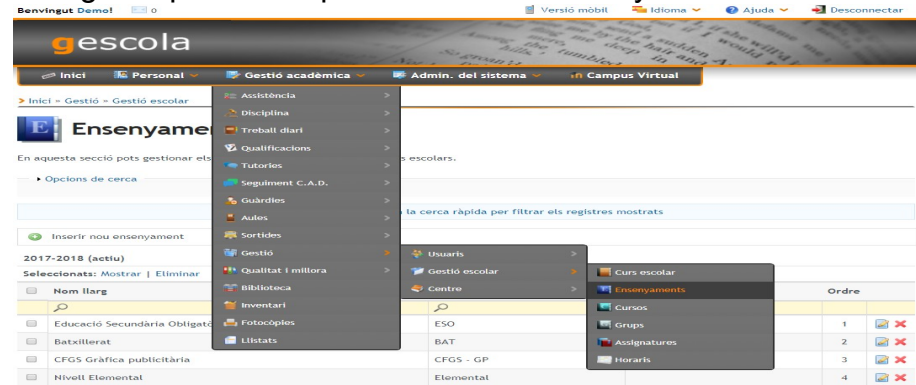 Benvingut Demo! 0 Versió mòbil Idioma Ajuda Desconnectar
gescola
Inici Personal Gestió acadèmica Admin. del sistema Campus Virtual
> Inici » Gestió » Gestió escolar
Assistència
Disciplina
Ensenyame
Treball diari
Qualificacions
En aquesta secció pots gestionar els s escolars.
Tutories
Opcions de cerca
Seguiment C.A.D.
Guàrdies
la cerca ràpida per filtrar els registres mostrats
Aules
Inserir nou ensenyament
Sortides
2017-2018 (actiu)
Gestió
Usuaris
Seleccionats: Mostrar | Eliminar
Qualitat i millora
Gestió escolar
Curs escolar
Nom llarg
Biblioteca
Centre
Ensenyaments
Ordre
Inventari
Cursos
Educació Secundària Obligatò
Fotocòpies
ESO
Grups
1
Batxillerat
Llistats
BAT
Assignatures
2
CFGS Gràfica publicitària CFGS - GP
Horaris
3
Nivell Elemental Elemental 4